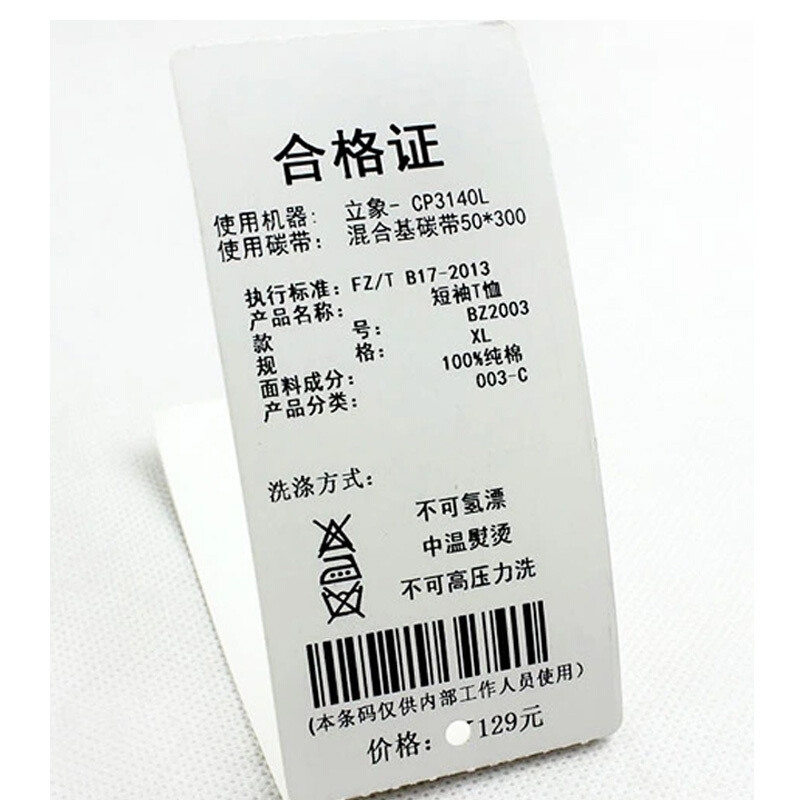 合格证
使用机器: 立象- CP3140L
使用碳带: 混合基碳带50*300
执行标准: FZ/T B17-2013
产品名称: 短袖T恤
款 号: BZ2003
规 格: XL
面料成分: 100%纯棉
产品分类: 003-C
洗涤方式:
不可氢漂
中温熨烫
不可高压力洗
(本条码仅供内部工作人员使用)
价格: 129元